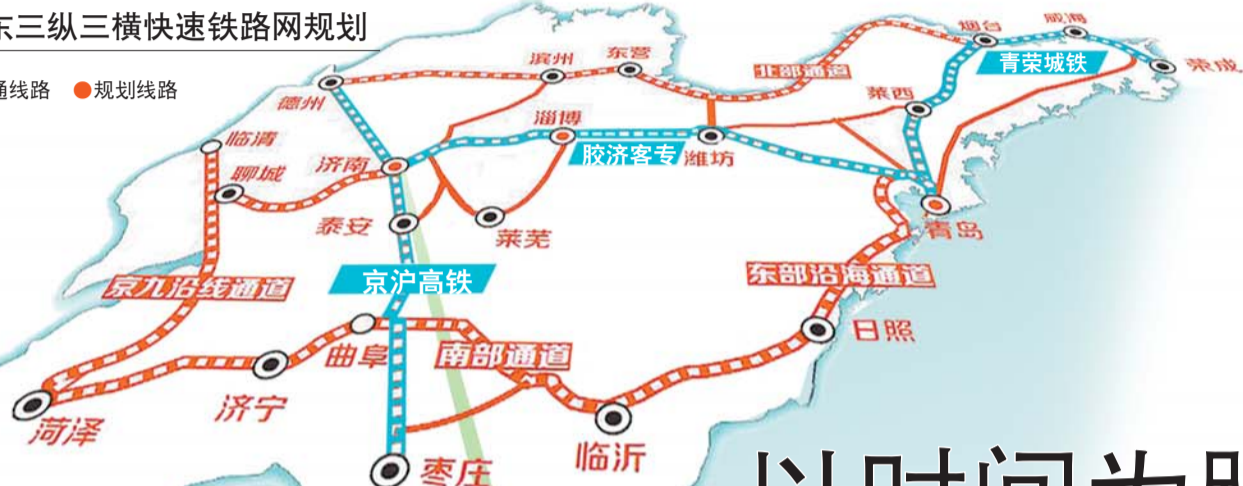 东三纵三横快速铁路网规划
通线路 规划线路
滨州
东营
烟台
威海
荣成
青荣城铁
北部通道
德州
莱西
临清
淄博
胶济客专
潍坊
聊城
济南
泰安
莱芜
青岛
京沪高铁
京九沿线通道
东部沿海通道
日照
曲阜
南部通道
济宁
菏泽
临沂
枣庄
以时间为